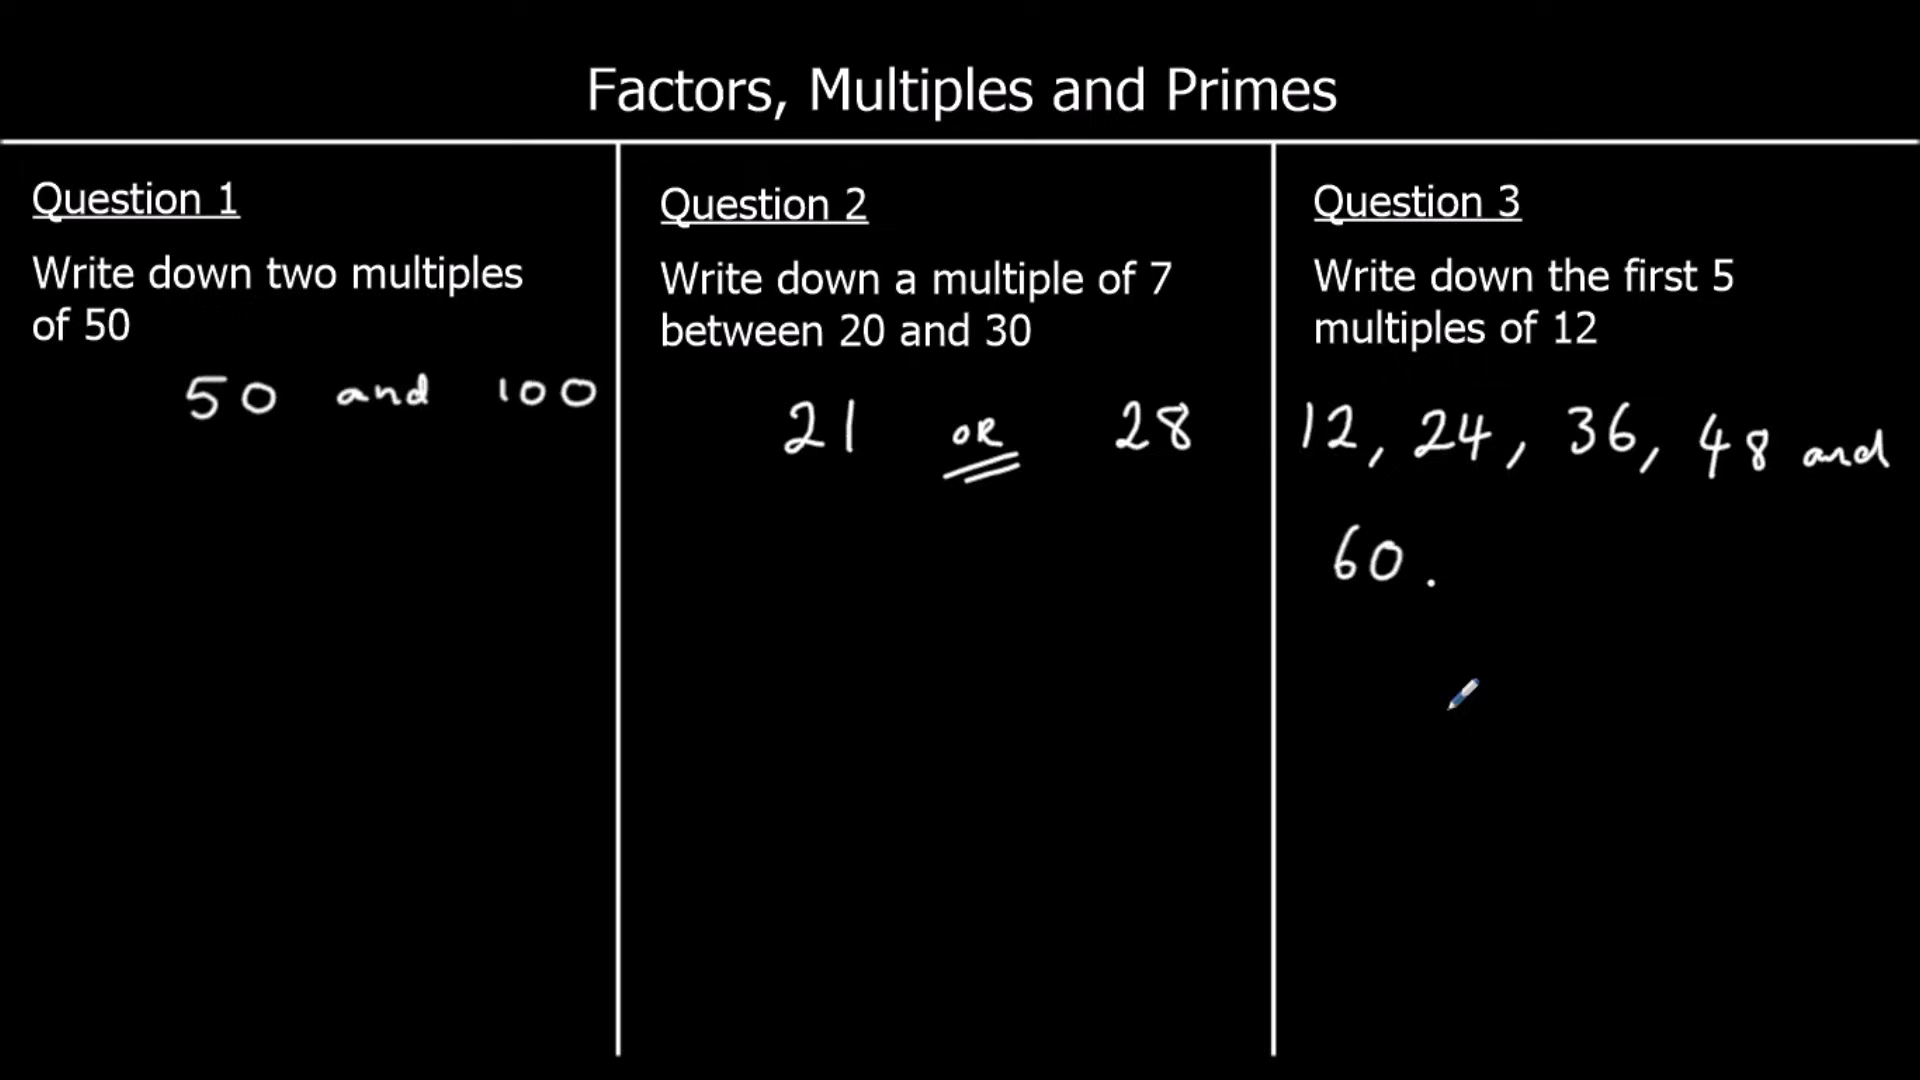 Factors, Multiples and Primes
Question 1
Write down two multiples
of 50
50 and 100
Question 2
Write down a multiple of 7
between 20 and 30
21 OR 28
Question 3
Write down the first 5
multiples of 12
12, 24, 36, 48 and
60.